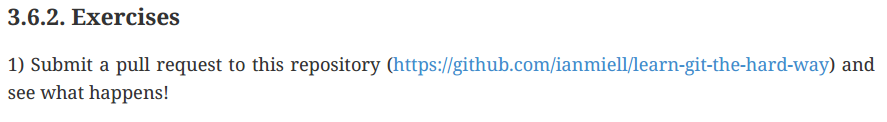 3.6.2. Exercises
1) Submit a pull request to this repository (https://github.com/ianmiell/learn-git-the-hard-way) and
see what happens!